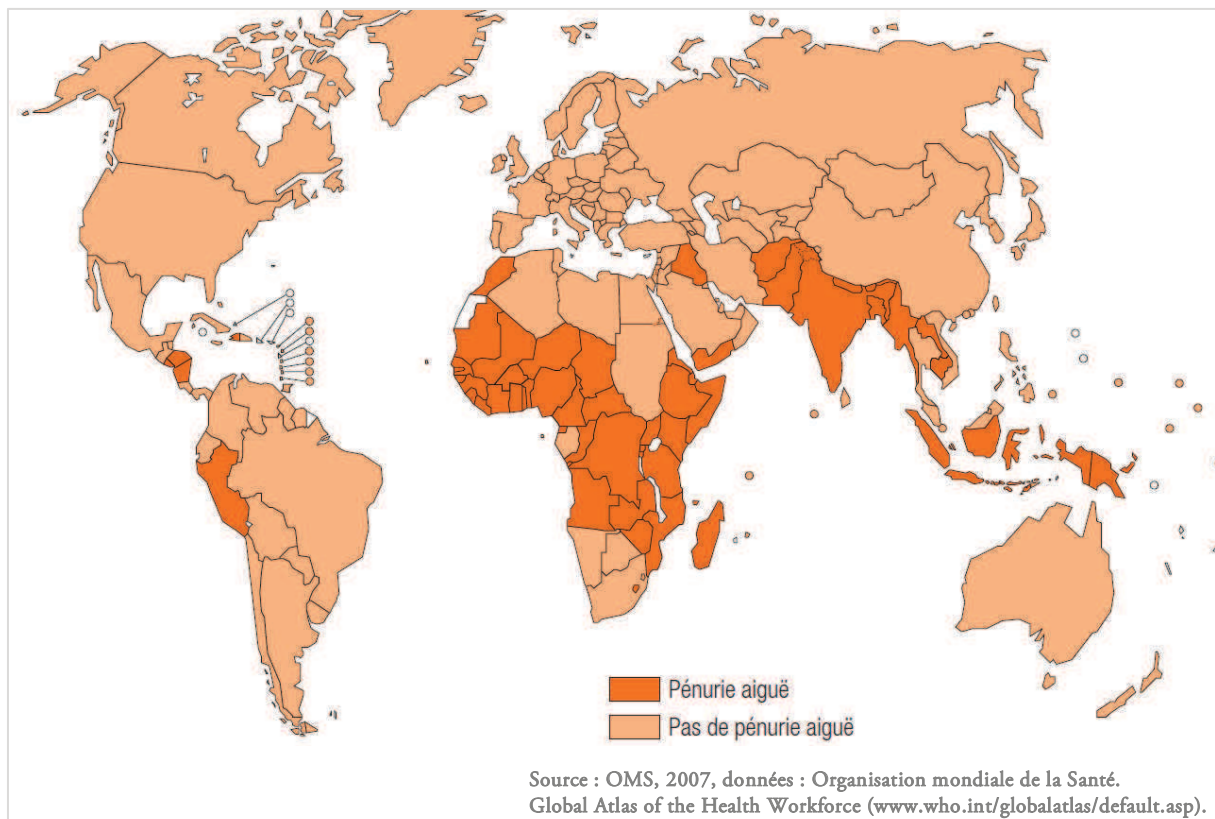 Pénurie aiguë
Pas de pénurie aiguë
Source : OMS, 2007, données : Organisation mondiale de la Santé.
Global Atlas of the Health Workforce (www.who.int/globalatlas/default.asp).